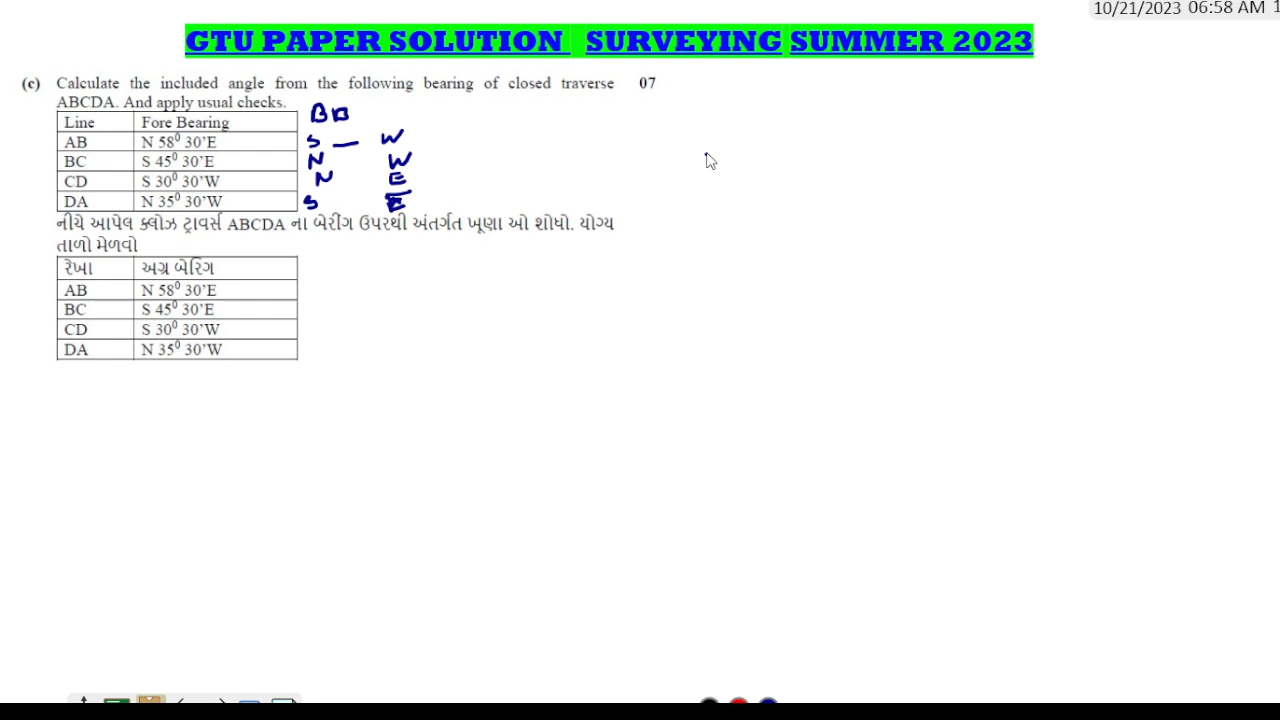 10/21/2023 06:58 AM 1
GTU PAPER SOLUTION SURVEYING SUMMER 2023
(c) Calculate the included angle from the following bearing of closed traverse 07
ABCDA. And apply usual checks.
BB
Line Fore Bearing
AB N 58⁰ 30’E S — W
BC S 45⁰ 30’E N W
CD S 30⁰ 30’W N E
DA N 35⁰ 30’W S E
નીચે આપેલ ક્લોઝ ટ્રાવર્સ ABCDA ના બેરીંગ ઉપરથી અંતર્ગત ખૂણા ઓ શોધો. યોગ્ય
તાળો મેળવો
રેખા અગ્ર બેરિંગ
AB N 58⁰ 30’E
BC S 45⁰ 30’E
CD S 30⁰ 30’W
DA N 35⁰ 30’W